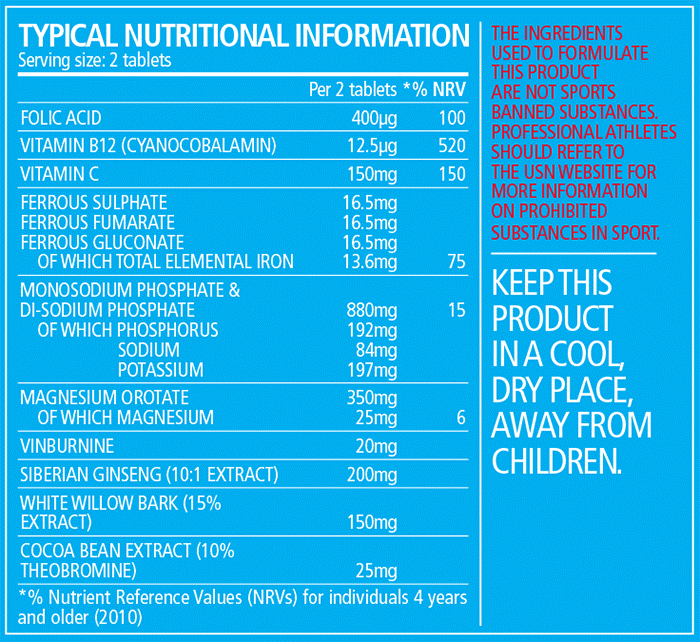 TYPICAL NUTRITIONAL INFORMATION
Serving size: 2 tablets
Per 2 tablets *% NRV
FOLIC ACID 400µg 100
VITAMIN B12 (CYANOCOBALAMIN) 12.5µg 520
VITAMIN C 150mg 150
FERROUS SULPHATE 16.5mg
FERROUS FUMARATE 16.5mg
FERROUS GLUCONATE 16.5mg
OF WHICH TOTAL ELEMENTAL IRON 13.6mg 75
MONOSODIUM PHOSPHATE &
DI-SODIUM PHOSPHATE 880mg 15
OF WHICH PHOSPHORUS 192mg
SODIUM 84mg
POTASSIUM 197mg
MAGNESIUM OROTATE 350mg
OF WHICH MAGNESIUM 25mg 6
VINBURNINE 20mg
SIBERIAN GINSENG (10:1 EXTRACT) 200mg
WHITE WILLOW BARK (15%
EXTRACT) 150mg
COCOA BEAN EXTRACT (10%
THEOBROMINE) 25mg
*% Nutrient Reference Values (NRVs) for individuals 4 years
and older (2010)
THE INGREDIENTS
USED TO FORMULATE
THIS PRODUCT
ARE NOT SPORTS
BANNED SUBSTANCES.
PROFESSIONAL ATHLETES
SHOULD REFER TO
THE USN WEBSITE FOR
MORE INFORMATION
ON PROHIBITED
SUBSTANCES IN SPORT.
KEEP THIS
PRODUCT
IN A COOL,
DRY PLACE,
AWAY FROM
CHILDREN.